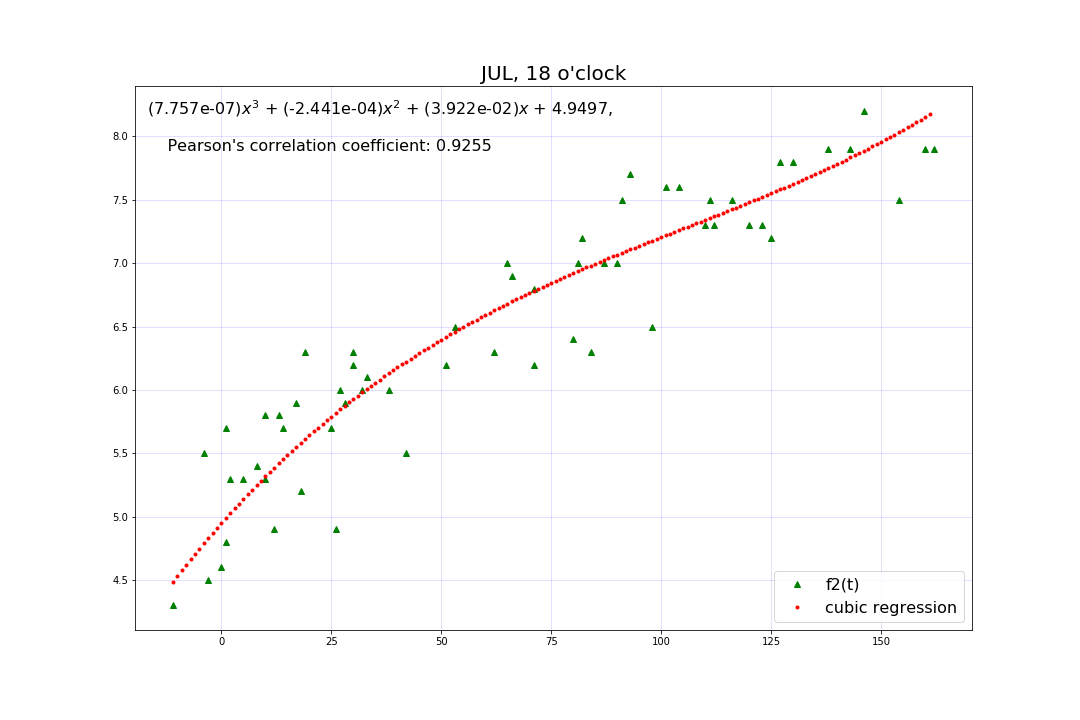 JUL, 18 o'clock
(7.757e-07)x³ + (-2.441e-04)x² + (3.922e-02)x + 4.9497,
Pearson's correlation coefficient: 0.9255
8.0
7.5
7.0
6.5
6.0
5.5
5.0
4.5
f2(t)
cubic regression
0 25 50 75 100 125 150